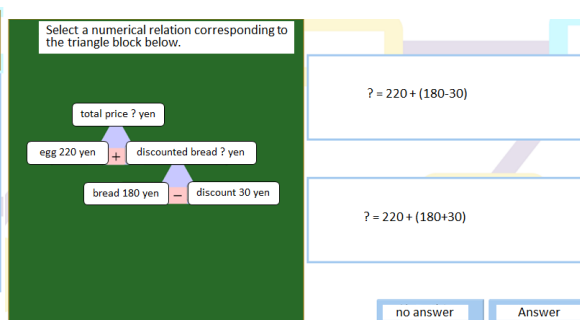 Select a numerical relation corresponding to
the triangle block below.
total price ? yen
egg 220 yen + discounted bread ? yen
bread 180 yen − discount 30 yen
? = 220 + (180-30)
? = 220 + (180+30)
no answer
Answer